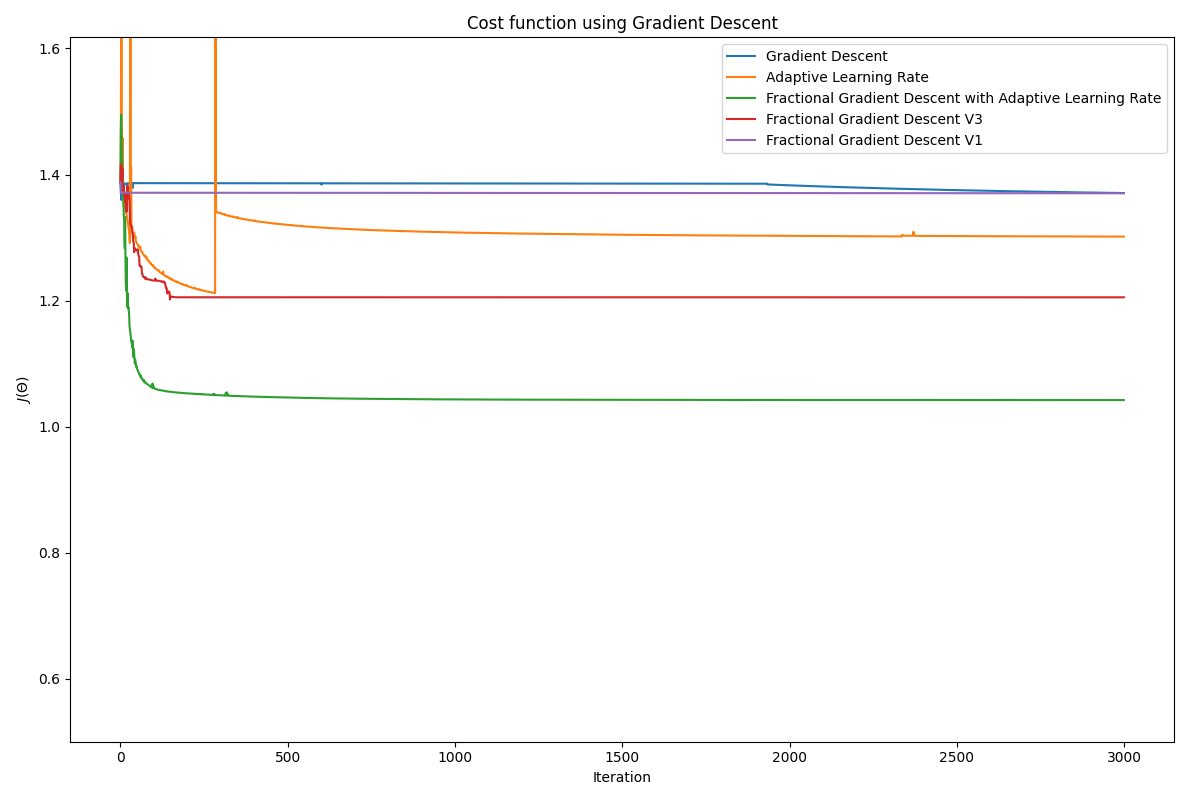 Cost function using Gradient Descent
Gradient Descent
Adaptive Learning Rate
Fractional Gradient Descent with Adaptive Learning Rate
Fractional Gradient Descent V3
Fractional Gradient Descent V1
J(Θ)
1.6
1.4
1.2
1.0
0.8
0.6
0
500
1000
1500
2000
2500
3000
Iteration